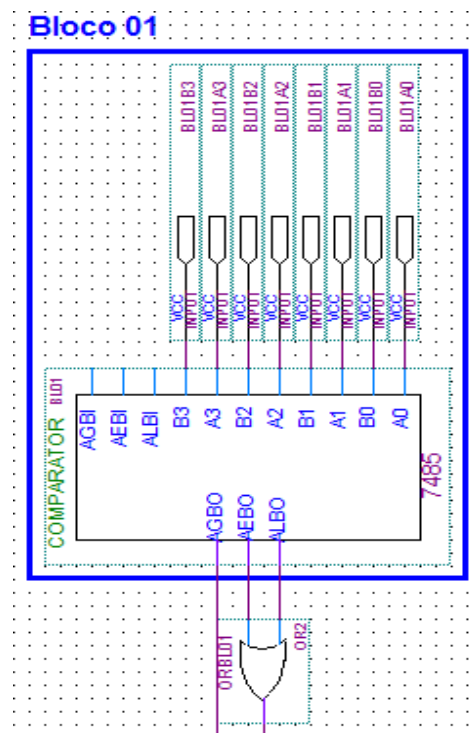 Bloco 01
BL01B3
BL01A3
BL01B2
BL01A2
BL01B1
BL01A1
BL01B0
BL01A0
VCC
INPUT
VCC
INPUT
VCC
INPUT
VCC
INPUT
VCC
INPUT
VCC
INPUT
VCC
INPUT
VCC
INPUT
BL01
AGBI
AEBI
ALBI
B3
A3
B2
A2
B1
A1
B0
A0
COMPARATOR
7485
AGBO
AEBO
ALBO
ORBL01
OR2